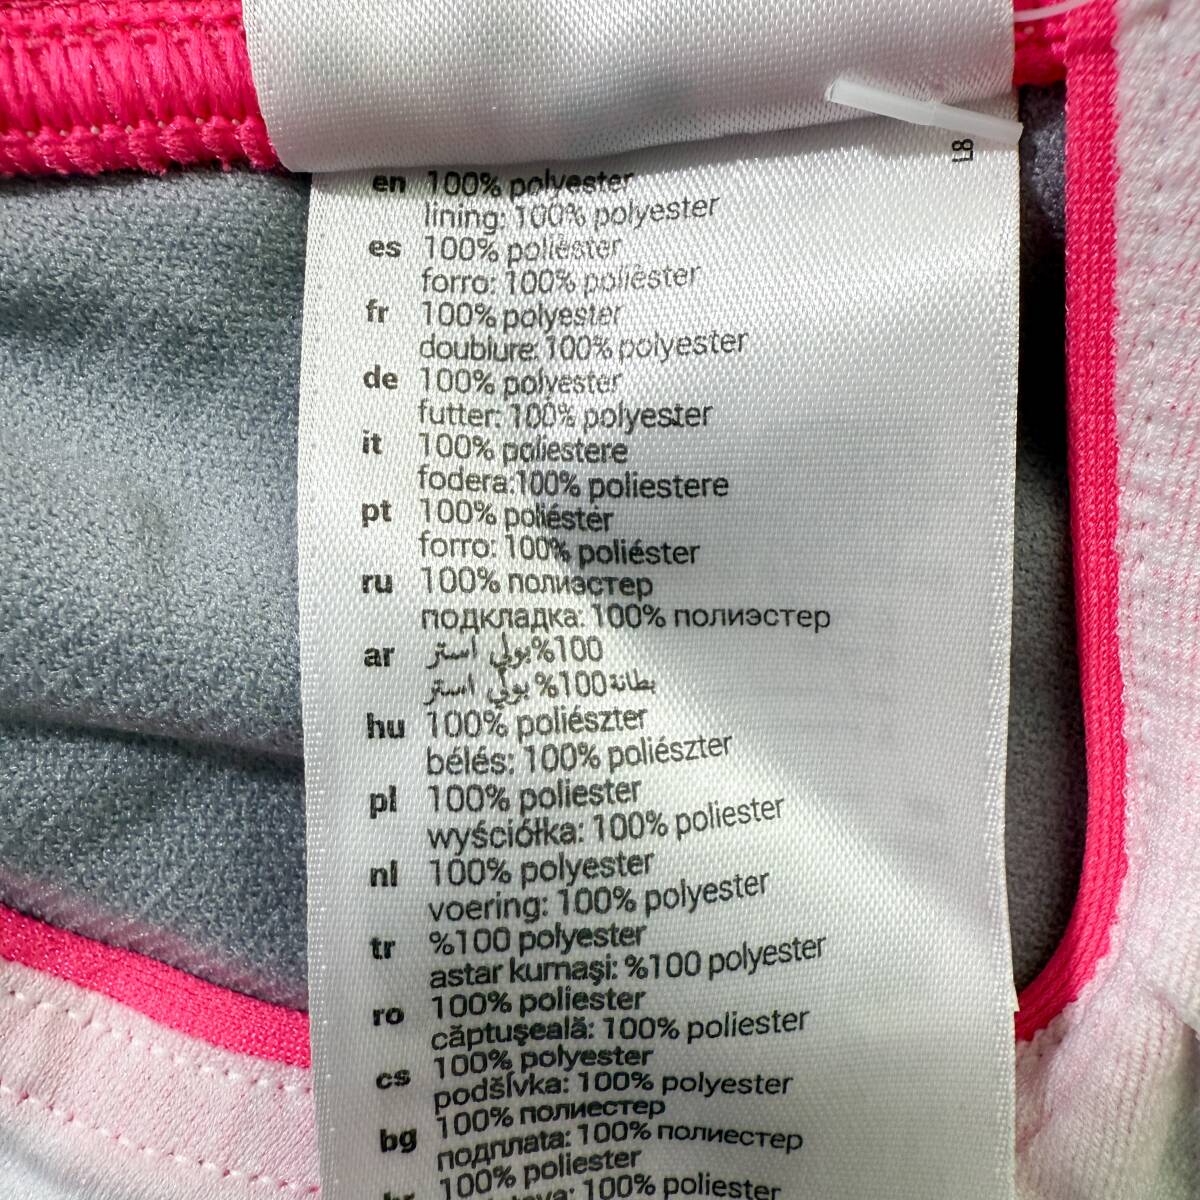 L8
en 100% polyester
lining: 100% polyester
es 100% poliéster
forro: 100% poliéster
fr 100% polyester
doublure: 100% polyester
de 100% polyester
futter: 100% polyester
it 100% poliestere
fodera:100% poliestere
pt 100% poliéster
forro: 100% poliéster
ru 100% полиэстер
подкладка: 100% полиэстер
ar 100%بولي استر
بطانة100% بولي استر
hu 100% poliészter
bélés: 100% poliészter
pl 100% poliester
wyściółka: 100% poliester
nl 100% polyester
voering: 100% polyester
tr %100 polyester
astar kumaşi: %100 polyester
ro 100% poliester
căptuşeală: 100% poliester
cs 100% polyester
podšívka: 100% polyester
bg 100% полиестер
подплата: 100% полиестер
100% poliester
100% poliester